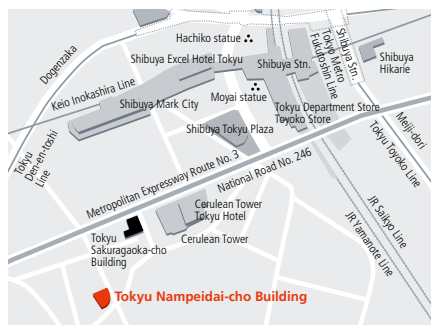 Hachiko statue
Dogenzaka
Shibuya Excel Hotel Tokyu
Shibuya Stn.
Tokyo Metro
Fukutoshin Line
Shibuya Stn.
Shibuya
Hikarie
Keio Inokashira Line
Shibuya Mark City
Moyai statue
Tokyu Department Store
Toyoko Store
Shibuya Tokyu Plaza
Meiji-dori
Tokyu Toyoko Line
Tokyu
Den-en-toshi
Line
Metropolitan Expressway Route No. 3
National Road No. 246
Cerulean Tower
Tokyu Hotel
Cerulean Tower
Tokyu
Sakuragaoka-cho
Building
JR Saikyo Line
JR Yamanote Line
Tokyu Nampeidai-cho Building